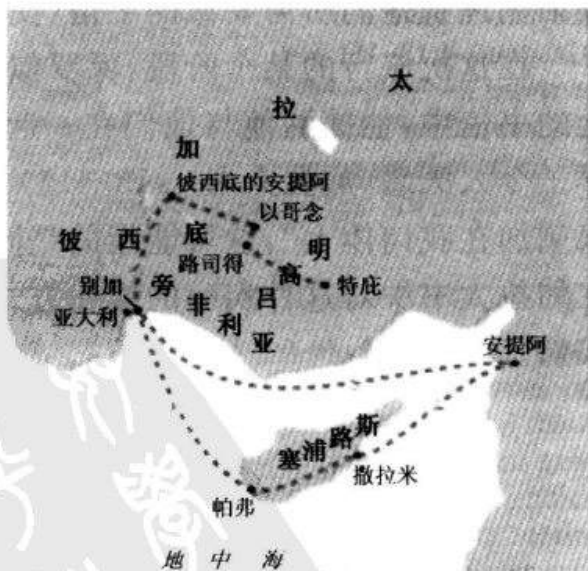 加拉太
彼西底的安提阿
以哥念
彼西底
路司得
吕高明
特庇
别加
亚大利
旁非利亚
安提阿
塞浦路斯
撒拉米
帕弗
地中海